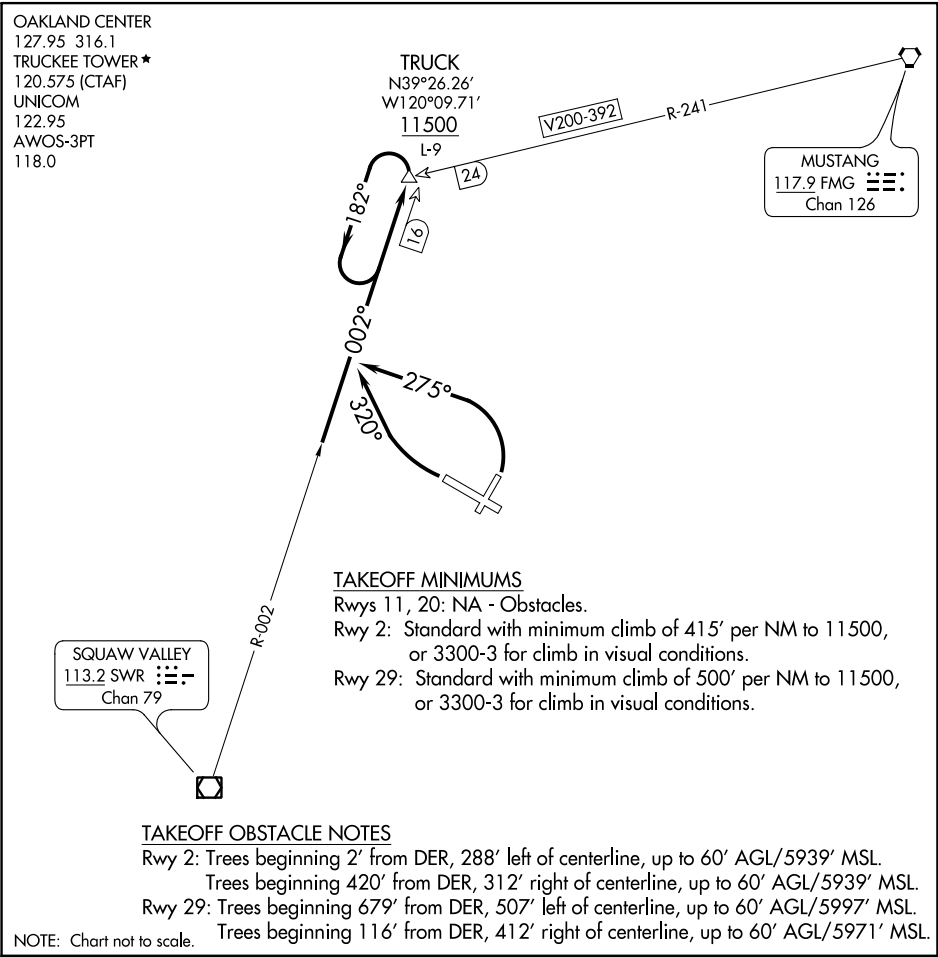 OAKLAND CENTER
127.95 316.1
TRUCKEE TOWER★
120.575 (CTAF)
UNICOM
122.95
AWOS-3PT
118.0
TRUCK
N39°26.26'
W120°09.71'
11500
L-9
V200-392
R-241
24
MUSTANG
117.9 FMG
Chan 126
182°
16
002°
275°
320°
R-002
SQUAW VALLEY
113.2 SWR
Chan 79
TAKEOFF MINIMUMS
Rwys 11, 20: NA - Obstacles.
Rwy 2: Standard with minimum climb of 415' per NM to 11500,
or 3300-3 for climb in visual conditions.
Rwy 29: Standard with minimum climb of 500' per NM to 11500,
or 3300-3 for climb in visual conditions.
TAKEOFF OBSTACLE NOTES
Rwy 2: Trees beginning 2' from DER, 288' left of centerline, up to 60' AGL/5939' MSL.
Trees beginning 420' from DER, 312' right of centerline, up to 60' AGL/5939' MSL.
Rwy 29: Trees beginning 679' from DER, 507' left of centerline, up to 60' AGL/5997' MSL.
Trees beginning 116' from DER, 412' right of centerline, up to 60' AGL/5971' MSL.
NOTE: Chart not to scale.